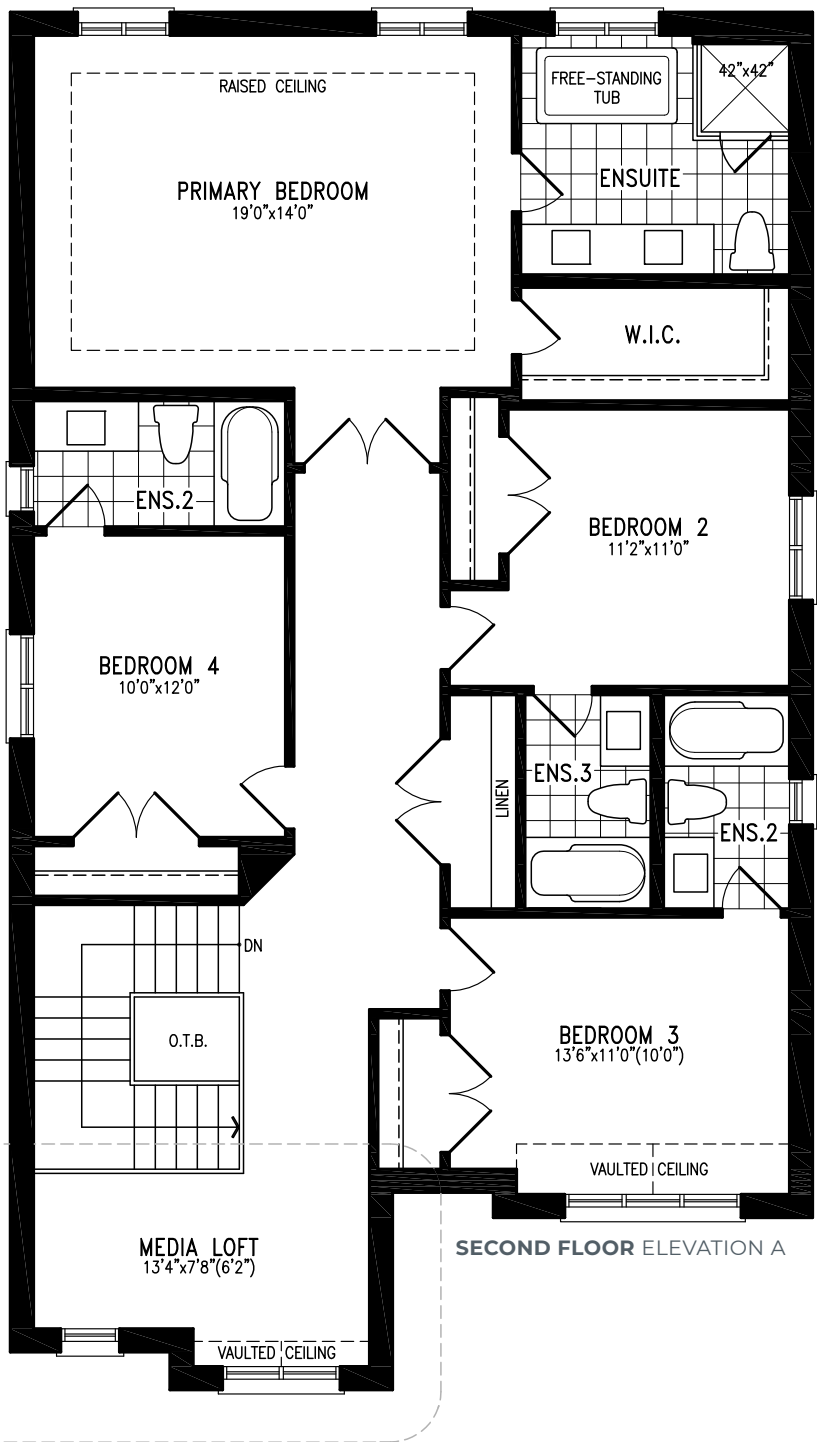 RAISED CEILING
PRIMARY BEDROOM
19'0"x14'0"
FREE-STANDING
TUB
42"x42"
ENSUITE
W.I.C.
ENS.2
BEDROOM 2
11'2"x11'0"
BEDROOM 4
10'0"x12'0"
LINEN
ENS.3
ENS.2
DN
O.T.B.
BEDROOM 3
13'6"x11'0"(10'0")
VAULTED CEILING
MEDIA LOFT
13'4"x7'8"(6'2")
SECOND FLOOR ELEVATION A
VAULTED CEILING